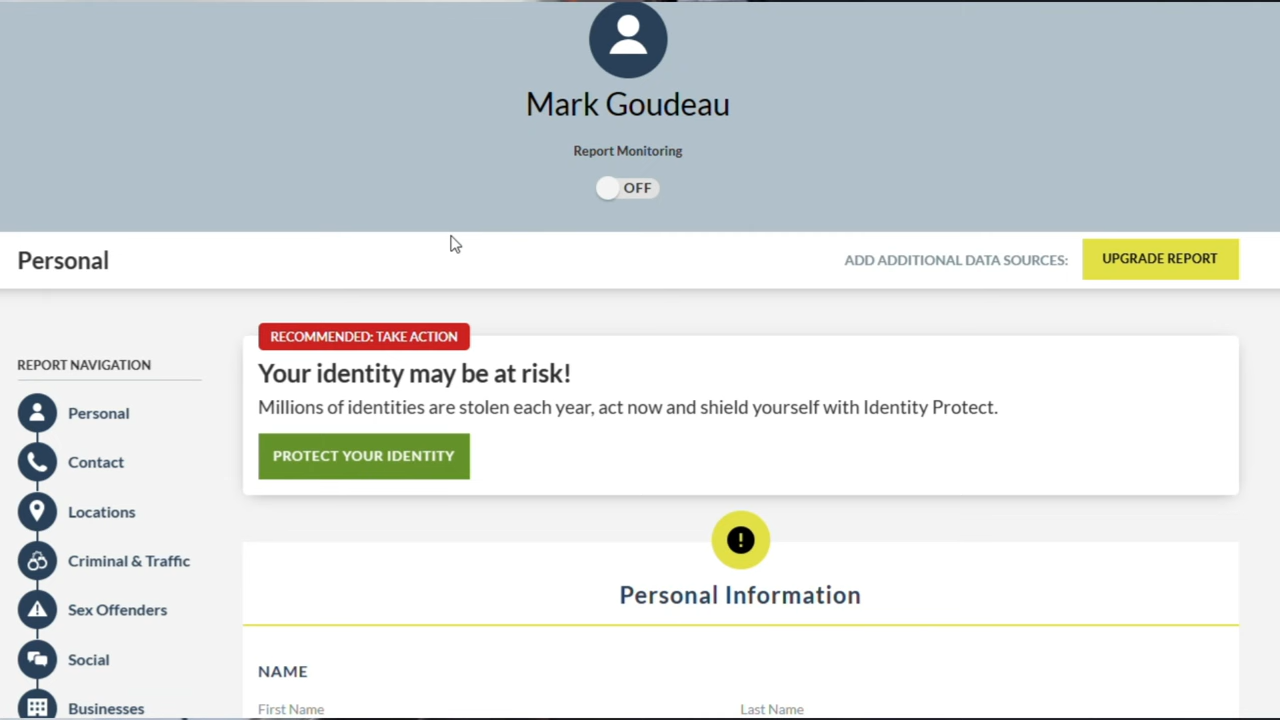 Mark Goudeau
Report Monitoring
OFF
Personal
ADD ADDITIONAL DATA SOURCES:
UPGRADE REPORT
REPORT NAVIGATION
Personal
Contact
Locations
Criminal & Traffic
Sex Offenders
Social
Businesses
RECOMMENDED: TAKE ACTION
Your identity may be at risk!
Millions of identities are stolen each year, act now and shield yourself with Identity Protect.
PROTECT YOUR IDENTITY
!
Personal Information
NAME
First Name
Last Name